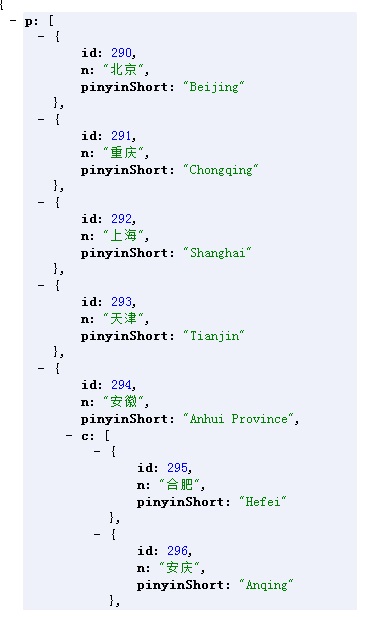 {
- p: [
- {
id: 290,
n: "北京",
pinyinShort: "Beijing"
},
- {
id: 291,
n: "重庆",
pinyinShort: "Chongqing"
},
- {
id: 292,
n: "上海",
pinyinShort: "Shanghai"
},
- {
id: 293,
n: "天津",
pinyinShort: "Tianjin"
},
- {
id: 294,
n: "安徽",
pinyinShort: "Anhui Province",
- c: [
- {
id: 295,
n: "合肥",
pinyinShort: "Hefei"
},
- {
id: 296,
n: "安庆",
pinyinShort: "Anqing"
},